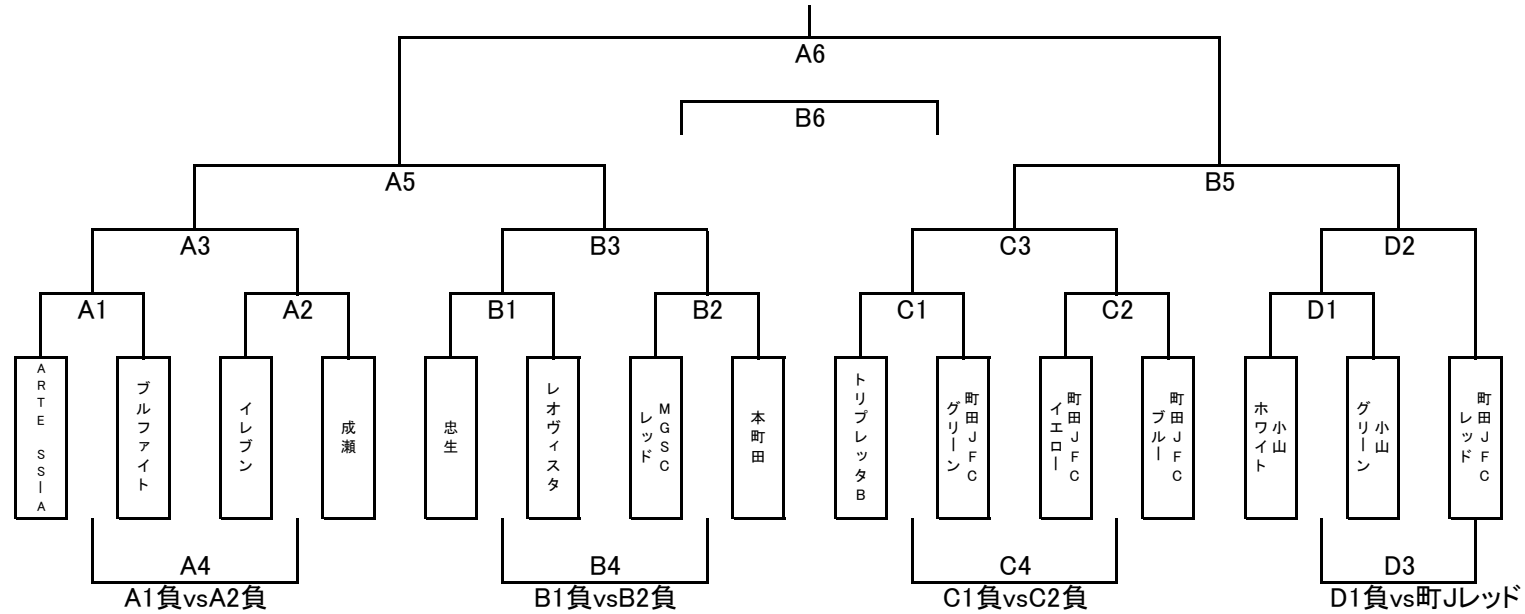 A6
B6
A5
B5
A3
B3
C3
D2
A1
A2
B1
B2
C1
C2
D1
ARTE SSIA
ブルファイト
イレブン
成瀬
忠生
レオヴィスタ
MGSC
レッド
本町田
トリプレッタB
町田JFC
グリーン
町田JFC
イエロー
町田JFC
ブルー
小山
ホワイト
小山
グリーン
町田JFC
レッド
A4
B4
C4
D3
A1負vsA2負
B1負vsB2負
C1負vsC2負
D1負vs町Jレッド